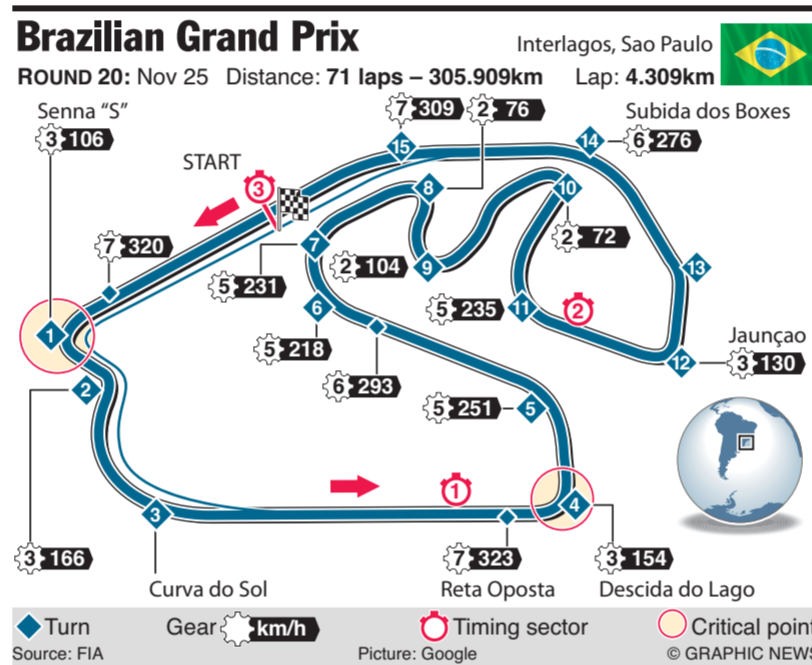 Brazilian Grand Prix
Interlagos, Sao Paulo
ROUND 20: Nov 25 Distance: 71 laps – 305.909km Lap: 4.309km
Senna “S”
3 106
7 309
2 76
Subida dos Boxes
6 276
15
14
START
3
8
10
7 320
7
2 72
2 104
9
13
5 231
6
5 235
11
2
1
5 218
Jaunçao
12
3 130
6 293
2
5 251
5
1
4
3
3 166
7 323
3 154
Curva do Sol
Reta Oposta
Descida do Lago
Turn
Gear km/h
Timing sector
Critical point
Source: FIA
Picture: Google
© GRAPHIC NEWS